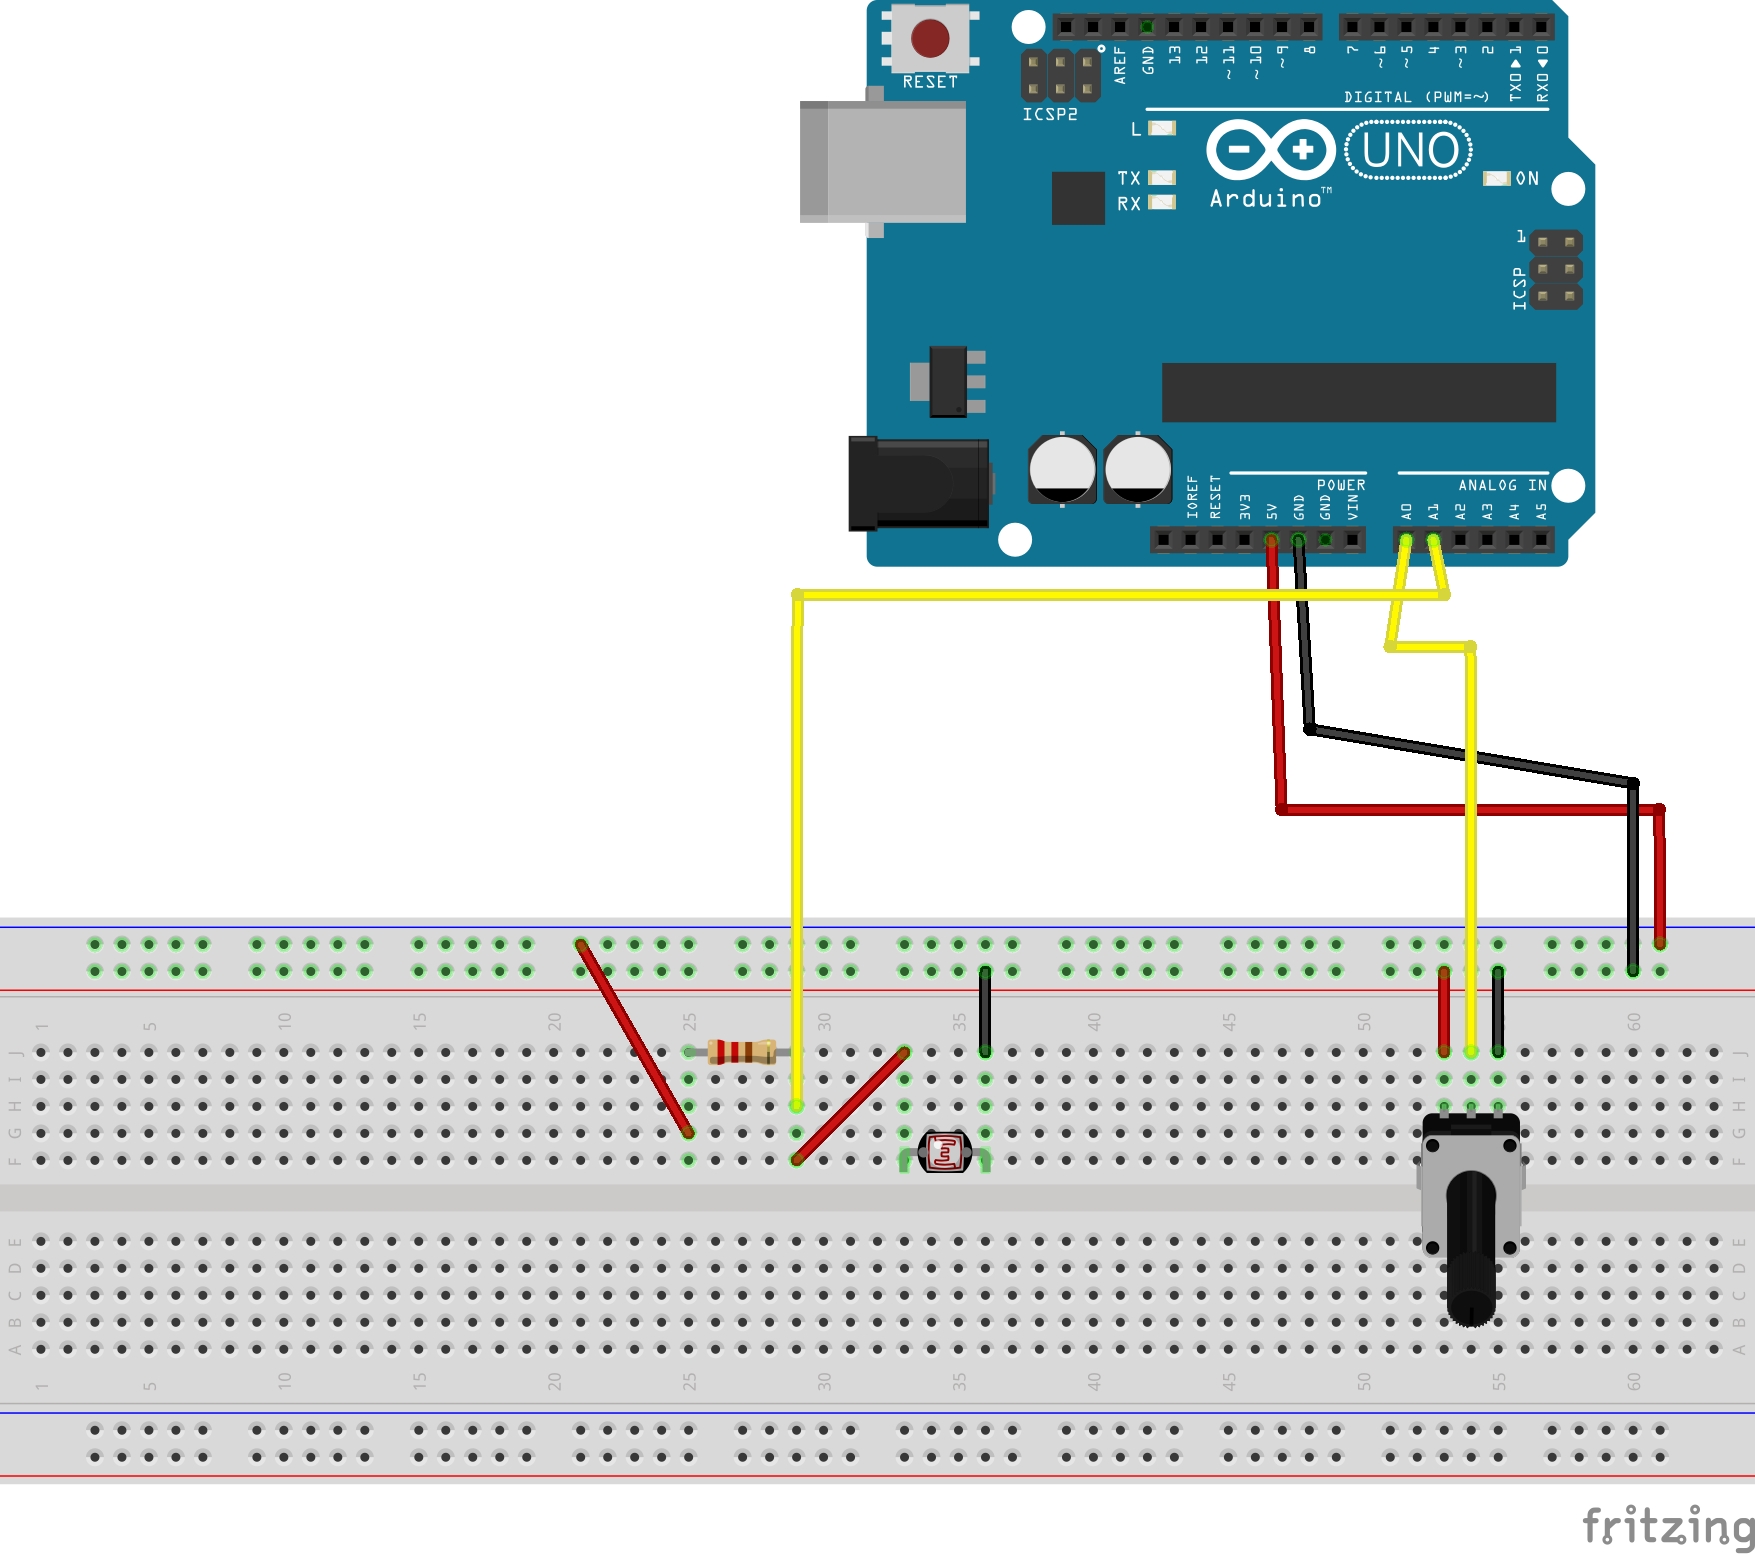 RESET
ICSP2
AREF
GND
13
12
~11
~10
~9
8
7
~6
~5
4
~3
2
TX0▶1
RX0◀0
DIGITAL (PWM=~)
L
TX
RX
UNO
Arduino™
ON
1
ICSP
IOREF
RESET
3V3
5V
GND
GND
VIN
POWER
ANALOG IN
A0
A1
A2
A3
A4
A5
1 5 10 15 20 25 30 35 40 45 50 60
J J
I I
H H
G G
F F
E E
D D
C C
B B
A A
1 5 10 15 20 25 30 35 40 45 50 55 60
fritzing